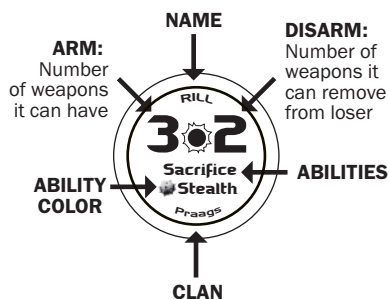 NAME
ARM:
Number
of weapons
it can have
DISARM:
Number of
weapons it
can remove
from loser
RILL
3 2
Sacrifice
Stealth
Praags
ABILITIES
ABILITY
COLOR
CLAN